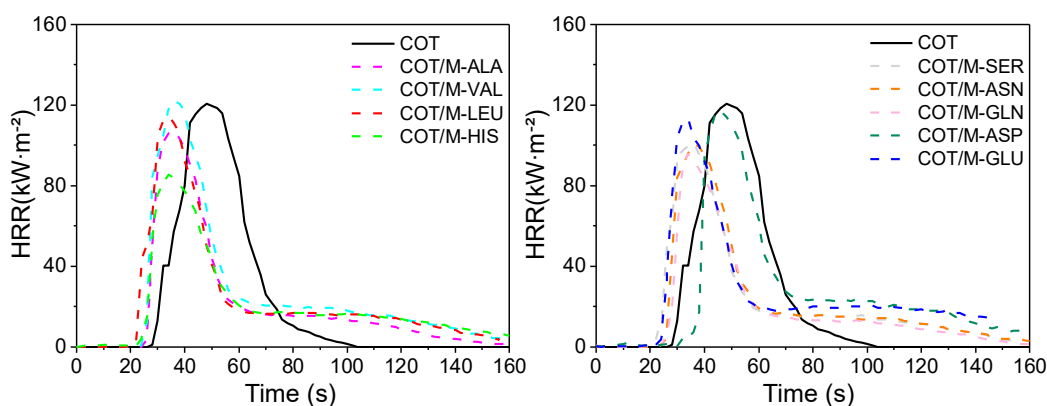 160
120
80
40
0
HRR(kW·m⁻²)
COT
COT/M-ALA
COT/M-VAL
COT/M-LEU
COT/M-HIS
0 20 40 60 80 100 120 140 160
Time (s)
160
120
80
40
0
HRR(kW·m⁻²)
COT
COT/M-SER
COT/M-ASN
COT/M-GLN
COT/M-ASP
COT/M-GLU
0 20 40 60 80 100 120 140 160
Time (s)